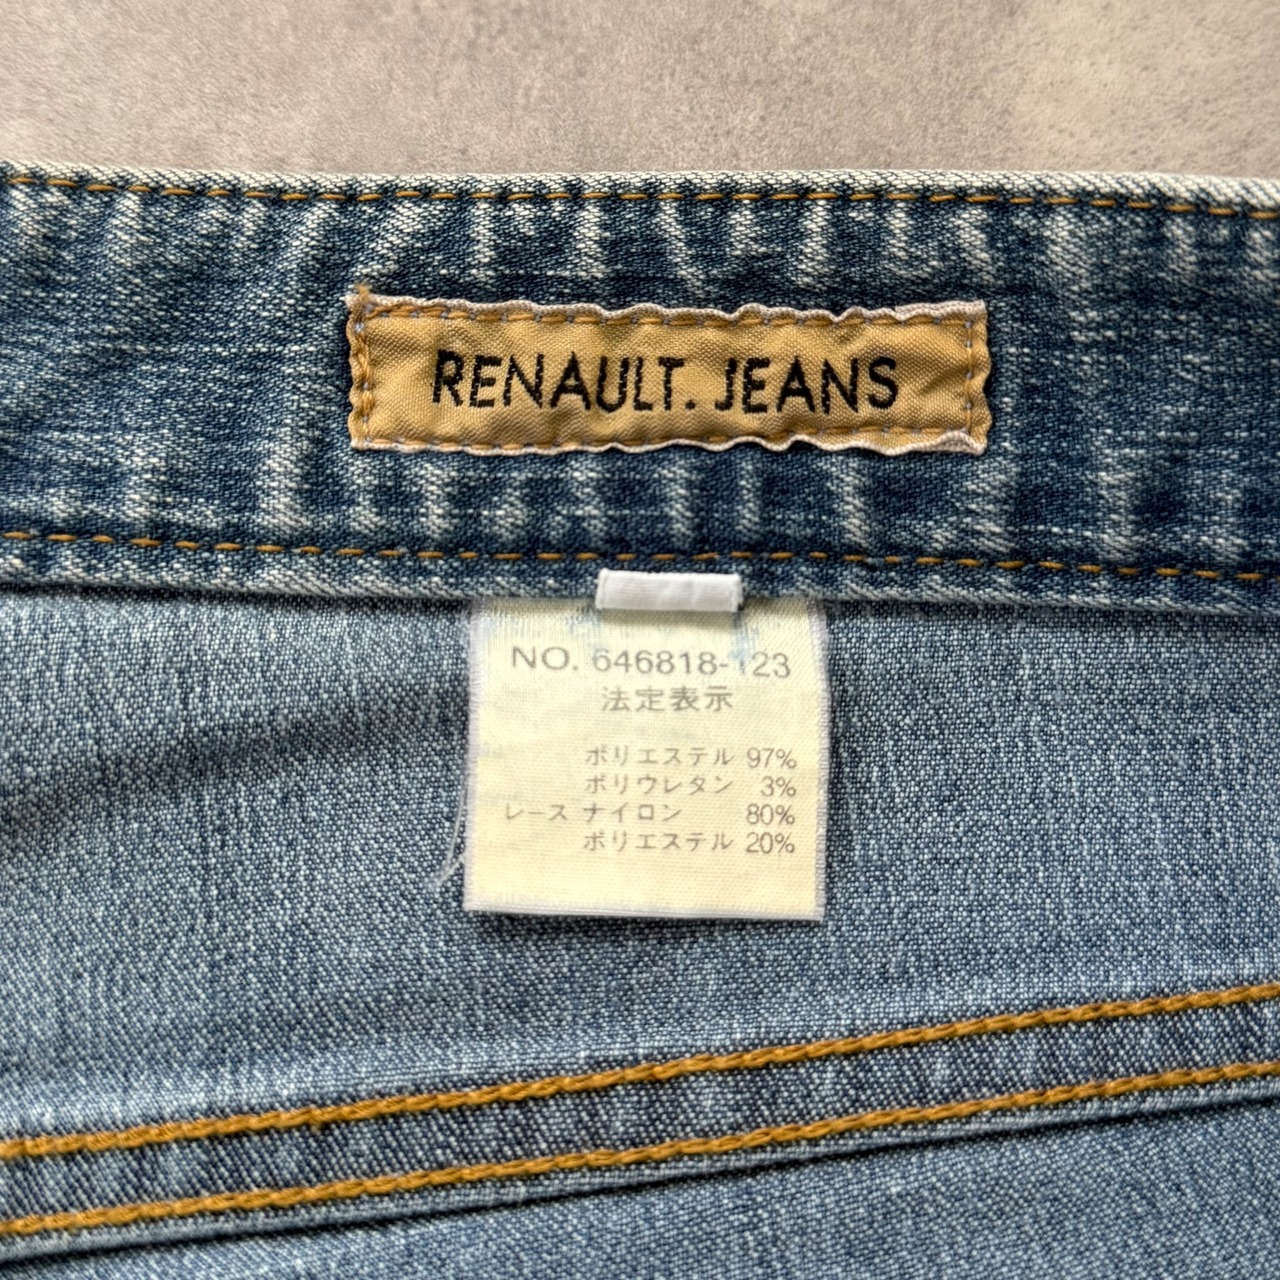 RENAULT. JEANS
NO. 646818-123
法定表示
ポリエステル 97%
ポリウレタン 3%
レース ナイロン 80%
ポリエステル 20%